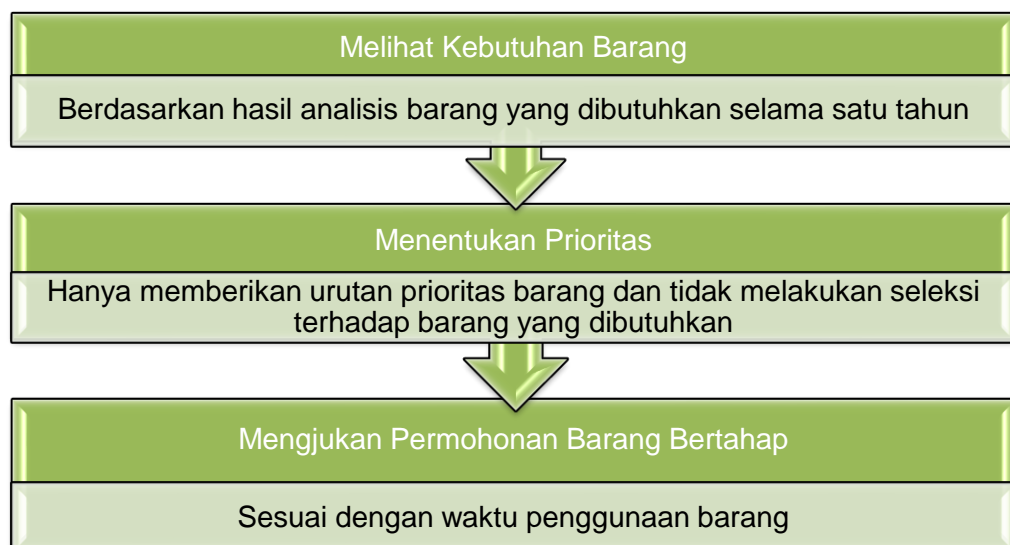 Melihat Kebutuhan Barang
Berdasarkan hasil analisis barang yang dibutuhkan selama satu tahun
Menentukan Prioritas
Hanya memberikan urutan prioritas barang dan tidak melakukan seleksi
terhadap barang yang dibutuhkan
Mengjukan Permohonan Barang Bertahap
Sesuai dengan waktu penggunaan barang